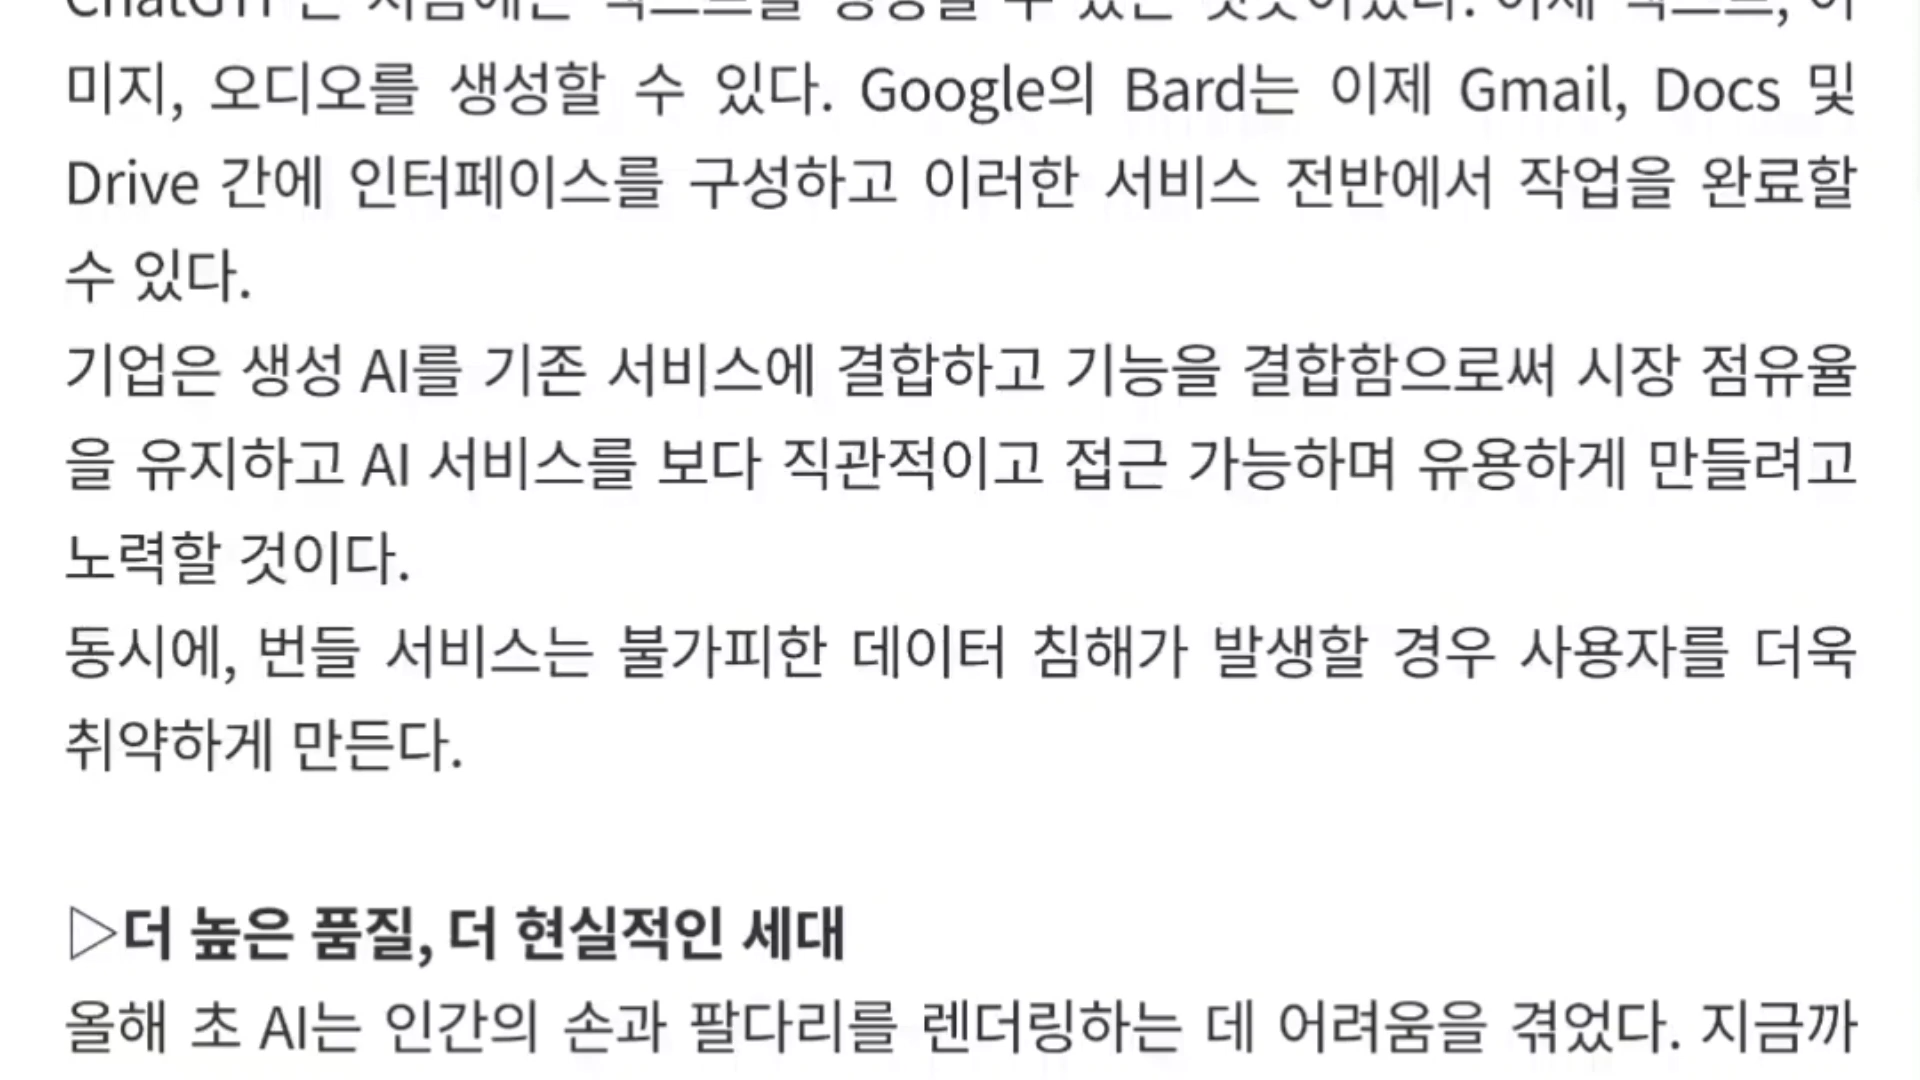 미지, 오디오를 생성할 수 있다. Google의 Bard는 이제 Gmail, Docs 및
Drive 간에 인터페이스를 구성하고 이러한 서비스 전반에서 작업을 완료할
수 있다.
기업은 생성 AI를 기존 서비스에 결합하고 기능을 결합함으로써 시장 점유율
을 유지하고 AI 서비스를 보다 직관적이고 접근 가능하며 유용하게 만들려고
노력할 것이다.
동시에, 번들 서비스는 불가피한 데이터 침해가 발생할 경우 사용자를 더욱
취약하게 만든다.
▷더 높은 품질, 더 현실적인 세대
올해 초 AI는 인간의 손과 팔다리를 렌더링하는 데 어려움을 겪었다. 지금까